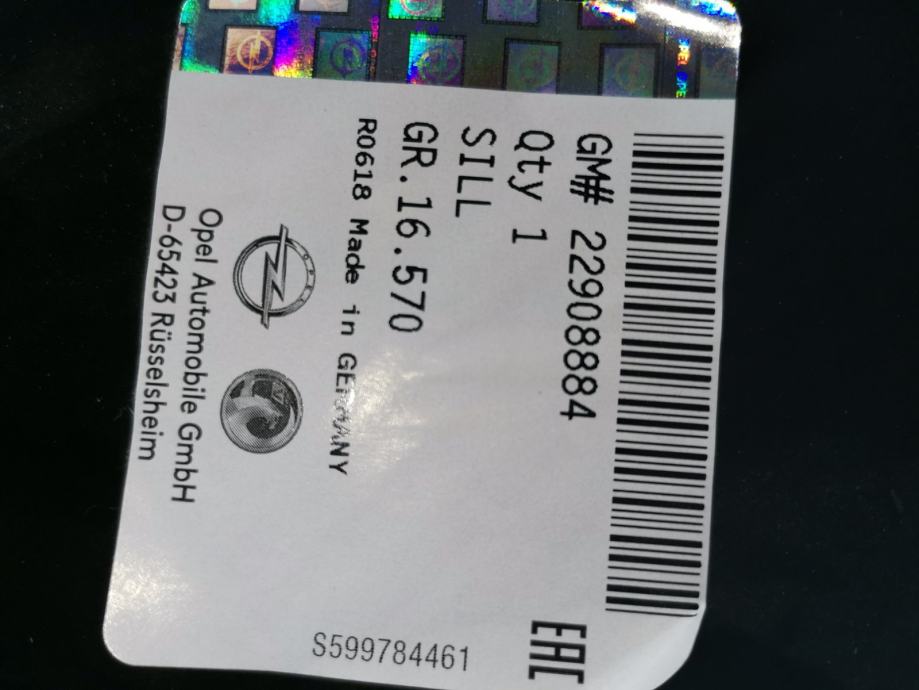 GM# 22908884
Qty 1
SILL
GR.16.570
R0618 Made in GERMANY
OPEL
Opel Automobile GmbH
D-65423 Rüsselsheim
EAC
S599784461